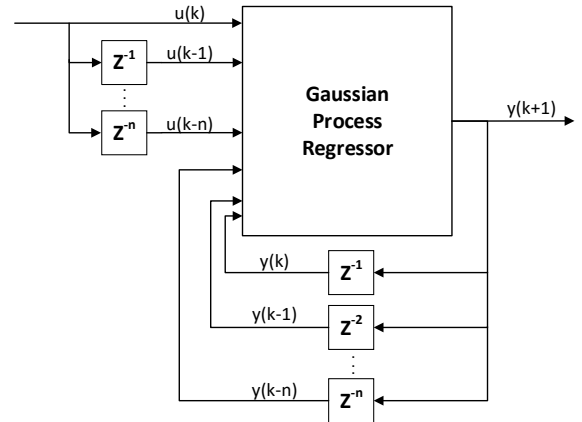 u(k)
Z⁻¹
u(k-1)
⋮
Z⁻ⁿ
u(k-n)
Gaussian
Process
Regressor
y(k+1)
y(k)
Z⁻¹
y(k-1)
Z⁻²
⋮
y(k-n)
Z⁻ⁿ